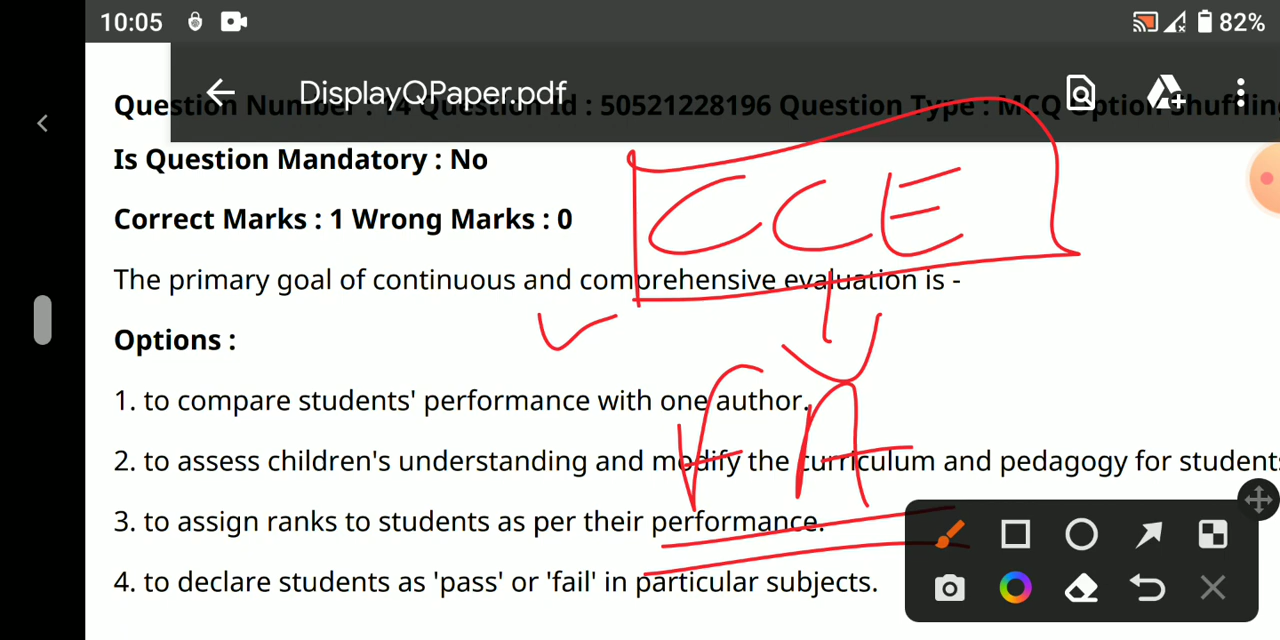 10:05 82%
DisplayQPaper.pdf
Question Number : 14 Question Id : 50521228196 Question Type : MCQ Option Shuffling
Is Question Mandatory : No
Correct Marks : 1 Wrong Marks : 0
CCE
The primary goal of continuous and comprehensive evaluation is -
Options :
1. to compare students' performance with one author.
2. to assess children's understanding and modify the curriculum and pedagogy for students
3. to assign ranks to students as per their performance.
FA
4. to declare students as 'pass' or 'fail' in particular subjects.